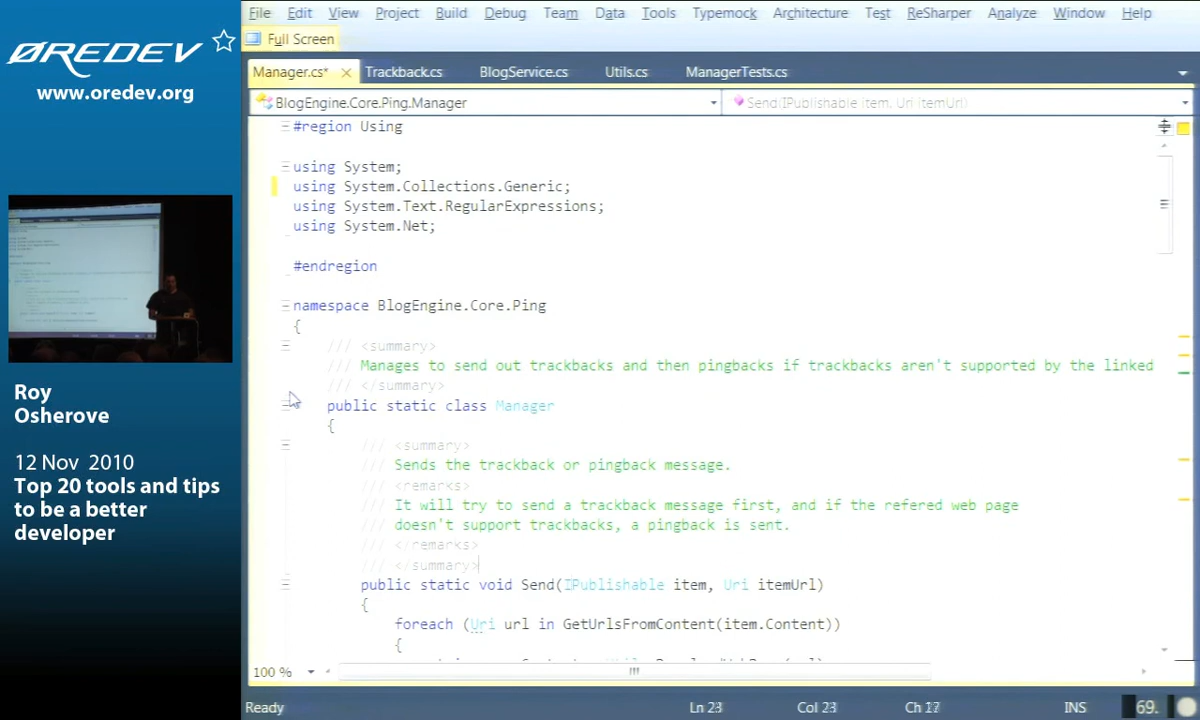 ØREDEV
www.oredev.org
Roy
Osherove
12 Nov 2010
Top 20 tools and tips
to be a better
developer
File Edit View Project Build Debug Team Data Tools Typemock Architecture Test ReSharper Analyze Window Help
Full Screen
Manager.cs* Trackback.cs BlogService.cs Utils.cs ManagerTests.cs
BlogEngine.Core.Ping.Manager Send(IPublishable item, Uri itemUrl)
#region Using
using System;
using System.Collections.Generic;
using System.Text.RegularExpressions;
using System.Net;
#endregion
namespace BlogEngine.Core.Ping
{
/// <summary>
/// Manages to send out trackbacks and then pingbacks if trackbacks aren't supported by the linked
/// </summary>
public static class Manager
{
/// <summary>
/// Sends the trackback or pingback message.
/// <remarks>
/// It will try to send a trackback message first, and if the refered web page
/// doesn't support trackbacks, a pingback is sent.
/// </remarks>
/// </summary>
public static void Send(IPublishable item, Uri itemUrl)
{
foreach (Uri url in GetUrlsFromContent(item.Content))
{
100 %
Ready Ln 23 Col 23 Ch 17 INS 69.